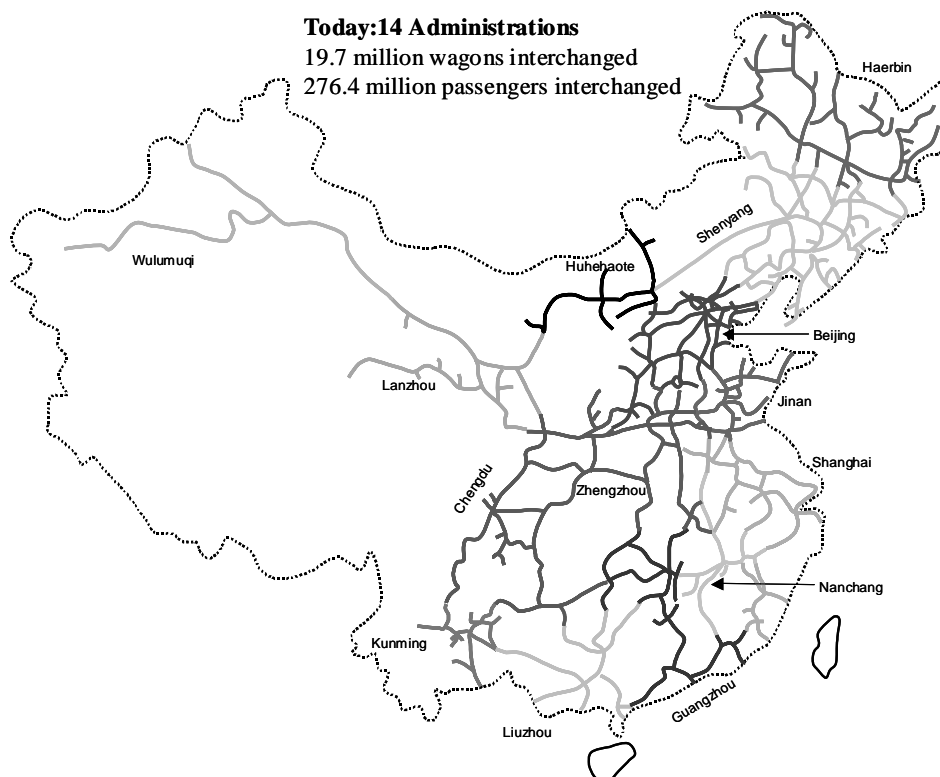 Today:14 Administrations
19.7 million wagons interchanged
276.4 million passengers interchanged
Haerbin
Shenyang
Huhehaote
Wulumuqi
Beijing
Lanzhou
Jinan
Shanghai
Chengdu
Zhengzhou
Nanchang
Kunming
Guangzhou
Liuzhou